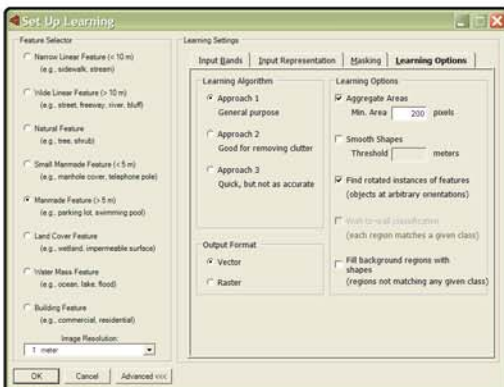 Set Up Learning
Feature Selector
Narrow Linear Feature (< 10 m)
(e.g., sidewalk, stream)
Wide Linear Feature (> 10 m)
(e.g., street, freeway, river, bluff)
Natural Feature
(e.g., tree, shrub)
Small Manmade Feature (< 5 m)
(e.g., manhole cover, telephone pole)
Manmade Feature (> 5 m)
(e.g., parking lot, swimming pool)
Land Cover Feature
(e.g., wetland, impermeable surface)
Water Mass Feature
(e.g., ocean, lake, flood)
Building Feature
(e.g., commercial, residential)
Image Resolution:
1 meter
Learning Settings
Input Bands
Input Representation
Masking
Learning Options
Learning Algorithm
Approach 1
General purpose
Approach 2
Good for removing clutter
Approach 3
Quick, but not as accurate
Output Format
Vector
Raster
Learning Options
Aggregate Areas
Min. Area 200 pixels
Smooth Shapes
Threshold meters
Find rotated instances of features
(objects at arbitrary orientations)
Wall-to-wall classification
(each region matches a given class)
Fill background regions with
shapes
(regions not matching any given class)
OK
Cancel
Advanced <<<